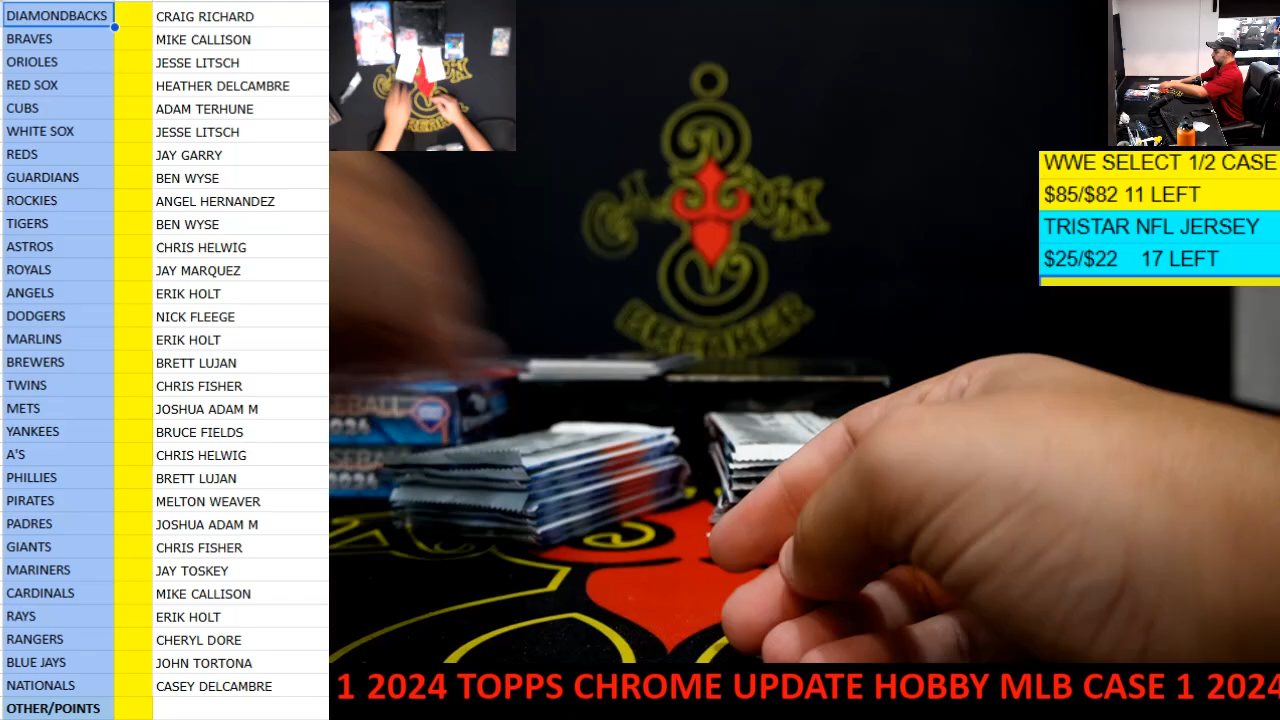 DIAMONDBACKS CRAIG RICHARD
BRAVES MIKE CALLISON
ORIOLES JESSE LITSCH
RED SOX HEATHER DELCAMBRE
CUBS ADAM TERHUNE
WHITE SOX JESSE LITSCH
REDS JAY GARRY
GUARDIANS BEN WYSE
ROCKIES ANGEL HERNANDEZ
TIGERS BEN WYSE
ASTROS CHRIS HELWIG
ROYALS JAY MARQUEZ
ANGELS ERIK HOLT
DODGERS NICK FLEEGE
MARLINS ERIK HOLT
BREWERS BRETT LUJAN
TWINS CHRIS FISHER
METS JOSHUA ADAM M
YANKEES BRUCE FIELDS
A'S CHRIS HELWIG
PHILLIES BRETT LUJAN
PIRATES MELTON WEAVER
PADRES JOSHUA ADAM M
GIANTS CHRIS FISHER
MARINERS JAY TOSKEY
CARDINALS MIKE CALLISON
RAYS ERIK HOLT
RANGERS CHERYL DORE
BLUE JAYS JOHN TORTONA
NATIONALS CASEY DELCAMBRE
OTHER/POINTS
WWE SELECT 1/2 CASE
$85/$82 11 LEFT
TRISTAR NFL JERSEY
$25/$22 17 LEFT
BREAKERZ
1 2024 TOPPS CHROME UPDATE HOBBY MLB CASE 1 2024